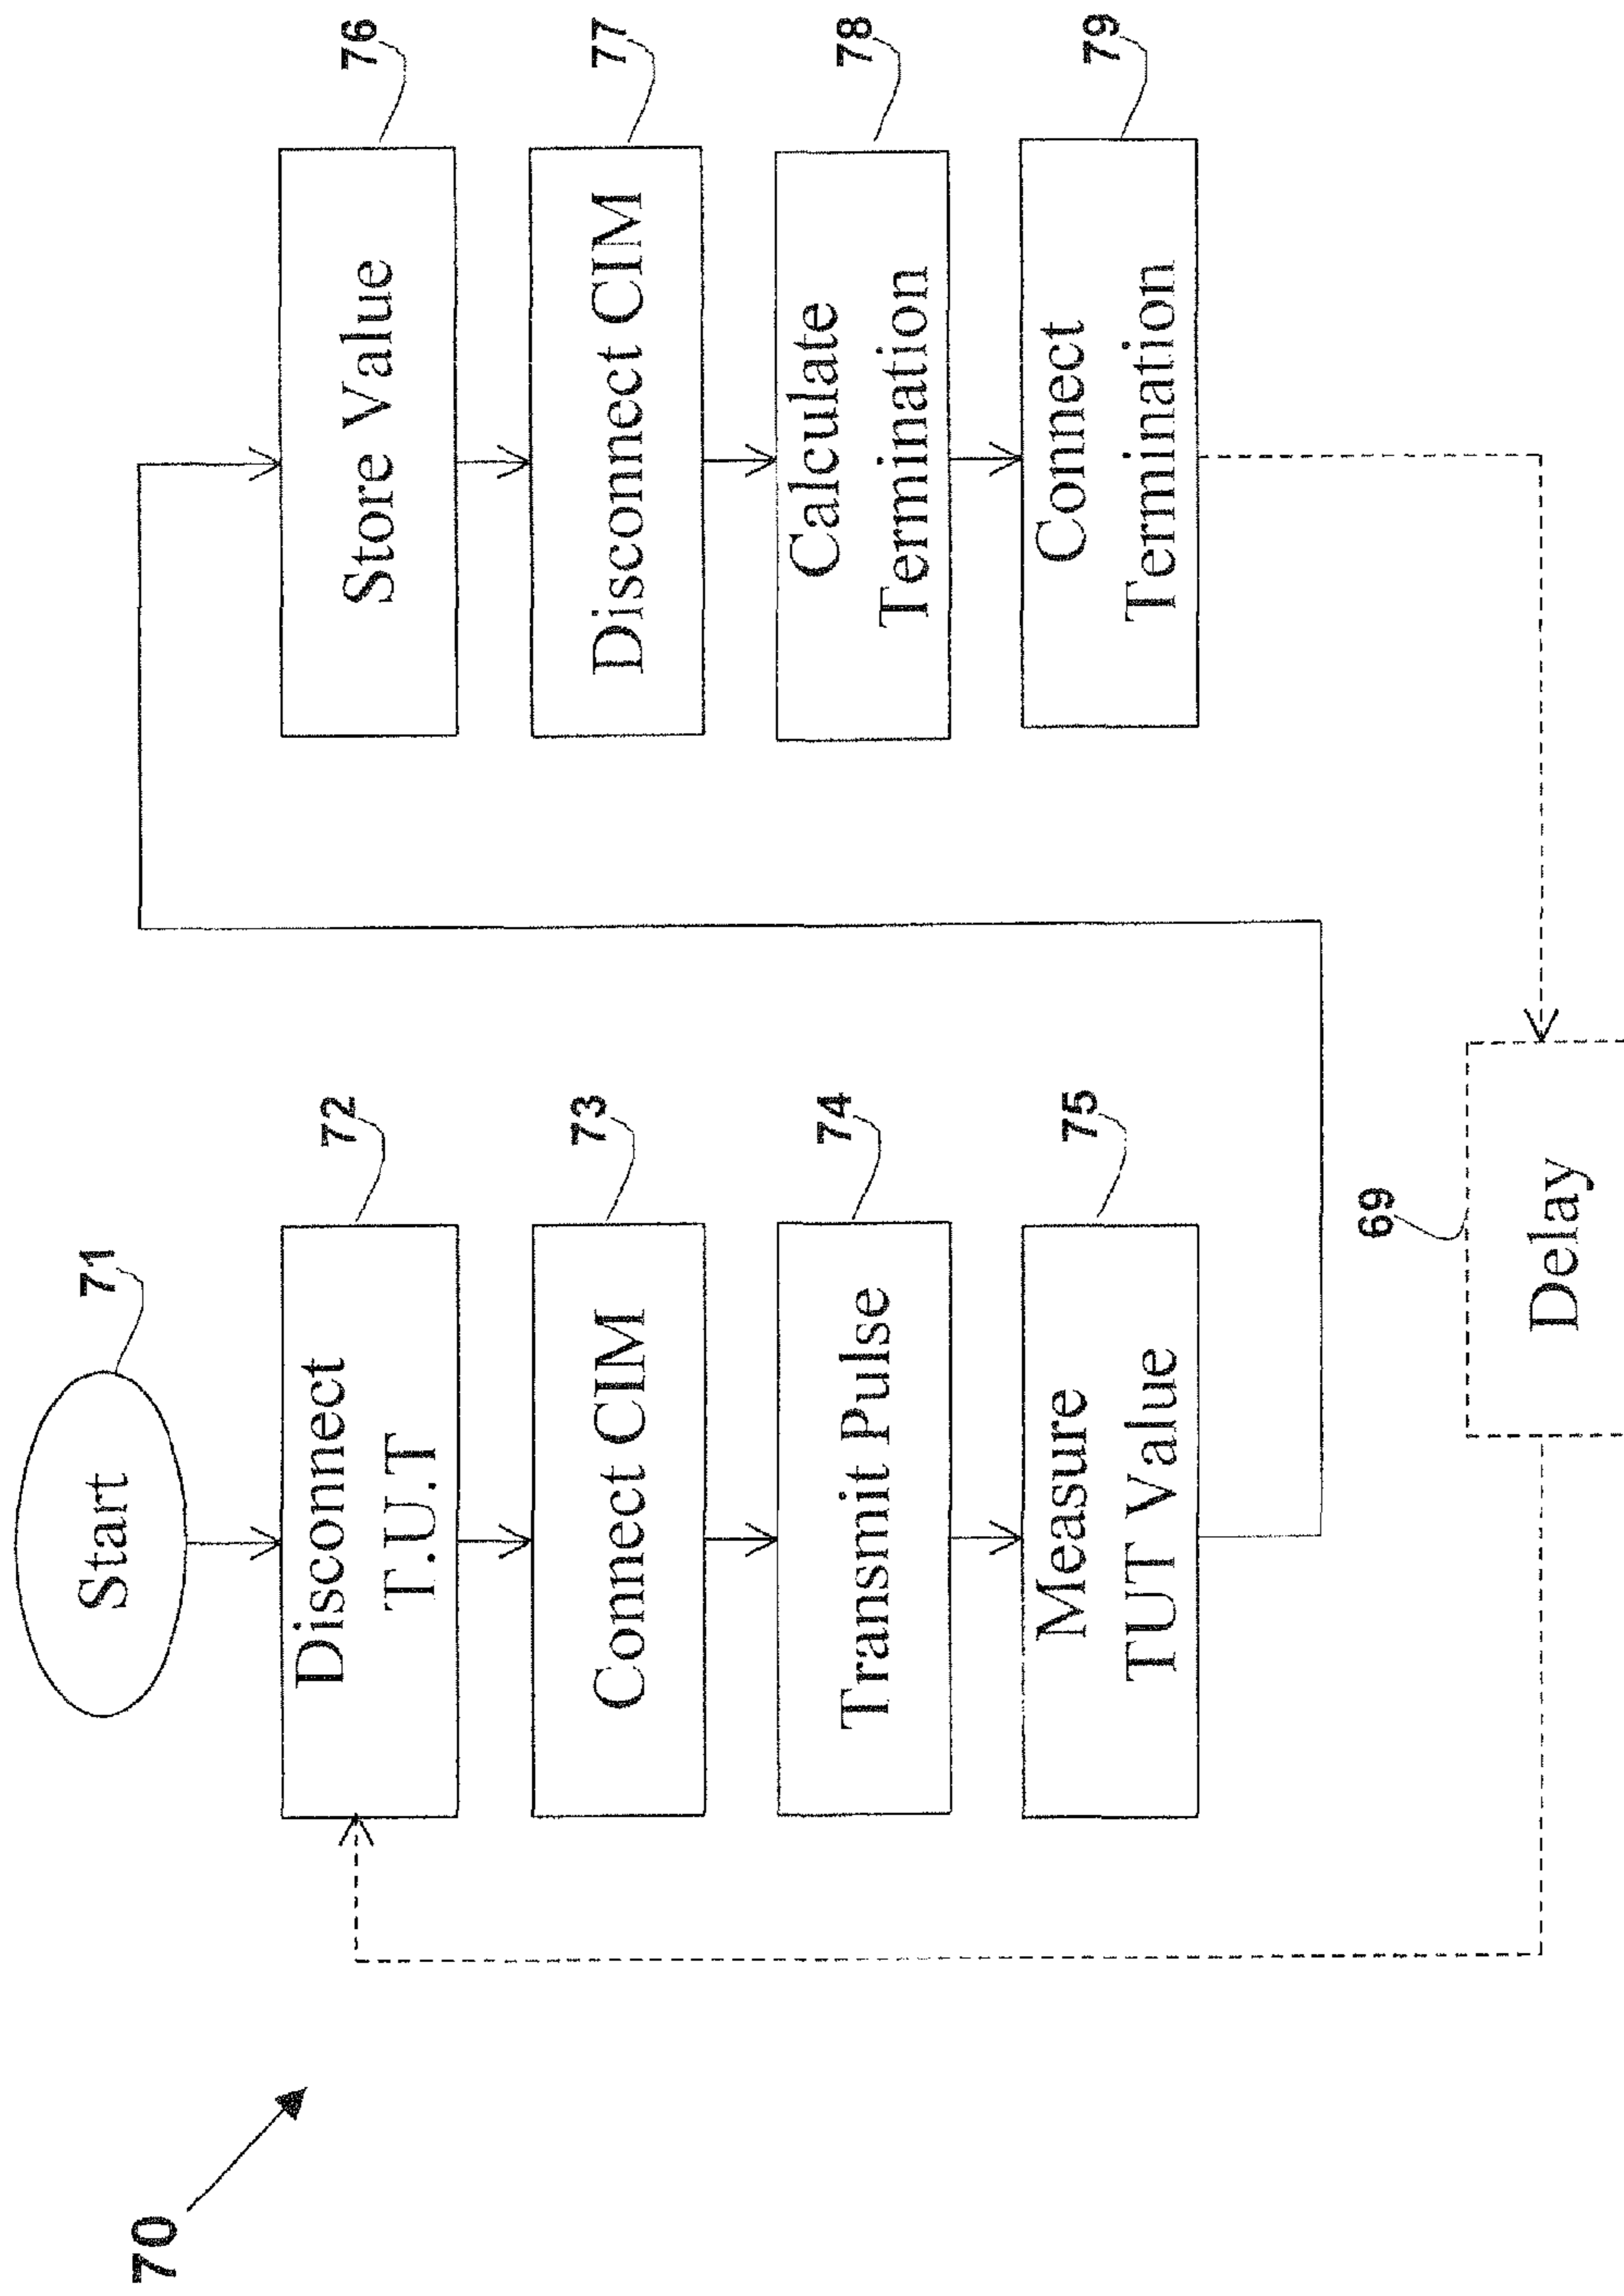 70
Start
71
Disconnect
T.U.T
72
Connect CIM
73
Transmit Pulse
74
Measure
TUT Value
75
Store Value
76
Disconnect CIM
77
Calculate
Termination
78
Connect
Termination
79
Delay
69